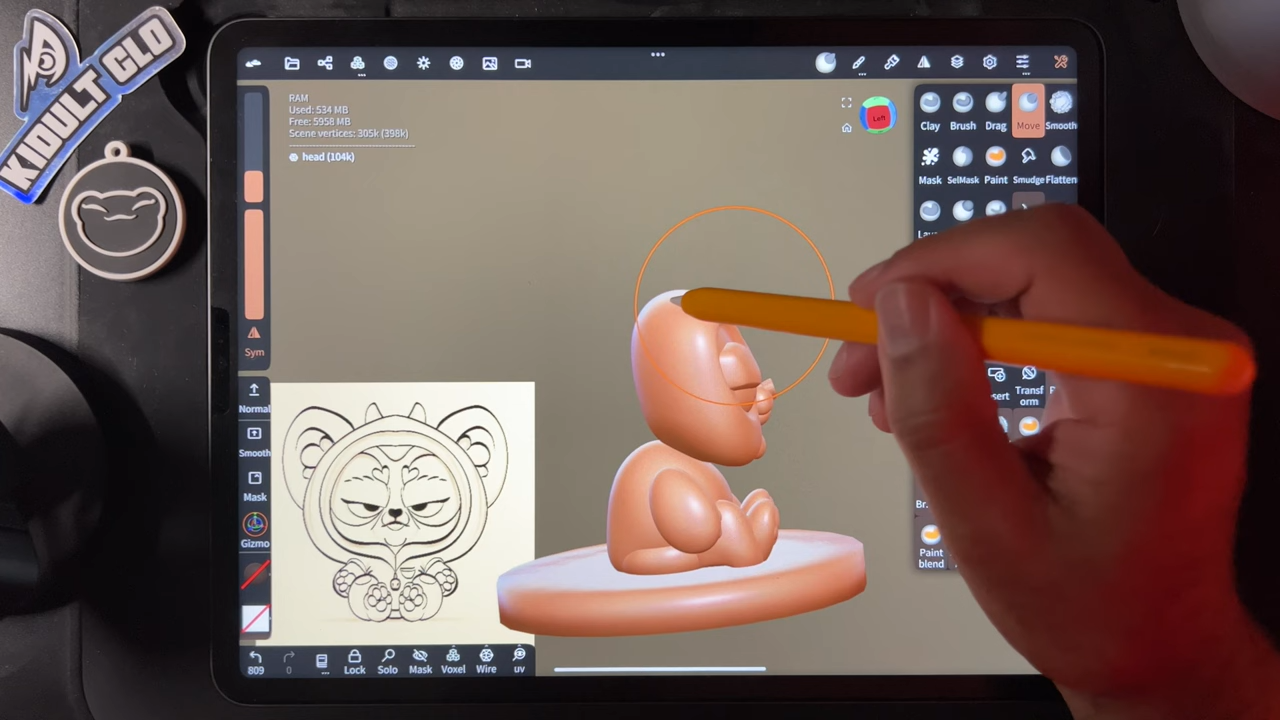 KIDULT CLO
RAM
Used: 534 MB
Free: 5958 MB
Scene vertices: 305k (398k)
head (104k)
Left
Clay
Brush
Drag
Move
Smooth
Mask
SelMask
Paint
Smudge
Flatten
Sym
Normal
Smooth
Mask
Gizmo
Transf
orm
Paint
blend
809
0
Lock
Solo
Mask
Voxel
Wire
uv